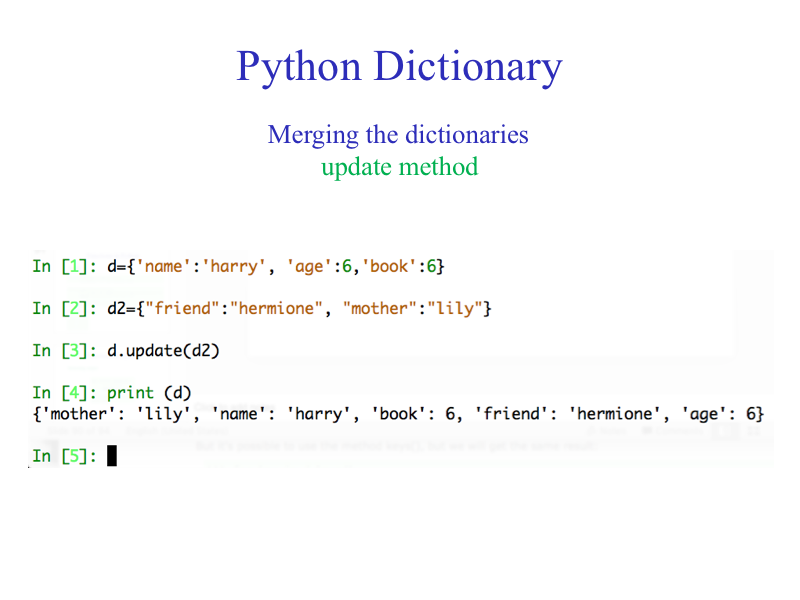 Python Dictionary
Merging the dictionaries
update method
In [1]: d={'name':'harry', 'age':6,'book':6}
In [2]: d2={"friend":"hermione", "mother":"lily"}
In [3]: d.update(d2)
In [4]: print (d)
{'mother': 'lily', 'name': 'harry', 'book': 6, 'friend': 'hermione', 'age': 6}
In [5]: